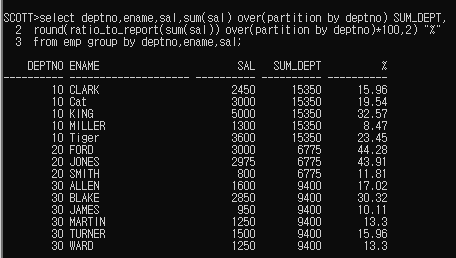 SCOTT>select deptno,ename,sal,sum(sal) over(partition by deptno) SUM_DEPT,
  2  round(ratio_to_report(sum(sal)) over(partition by deptno)*100,2) "%"
  3  from emp group by deptno,ename,sal;
    DEPTNO ENAME                       SAL   SUM_DEPT          %
---------- -------------------- ---------- ---------- ----------
        10 CLARK                      2450      15350      15.96
        10 Cat                        3000      15350      19.54
        10 KING                       5000      15350      32.57
        10 MILLER                     1300      15350       8.47
        10 Tiger                      3600      15350      23.45
        20 FORD                       3000       6775      44.28
        20 JONES                      2975       6775      43.91
        20 SMITH                       800       6775      11.81
        30 ALLEN                      1600       9400      17.02
        30 BLAKE                      2850       9400      30.32
        30 JAMES                       950       9400      10.11
        30 MARTIN                     1250       9400       13.3
        30 TURNER                     1500       9400      15.96
        30 WARD                       1250       9400       13.3